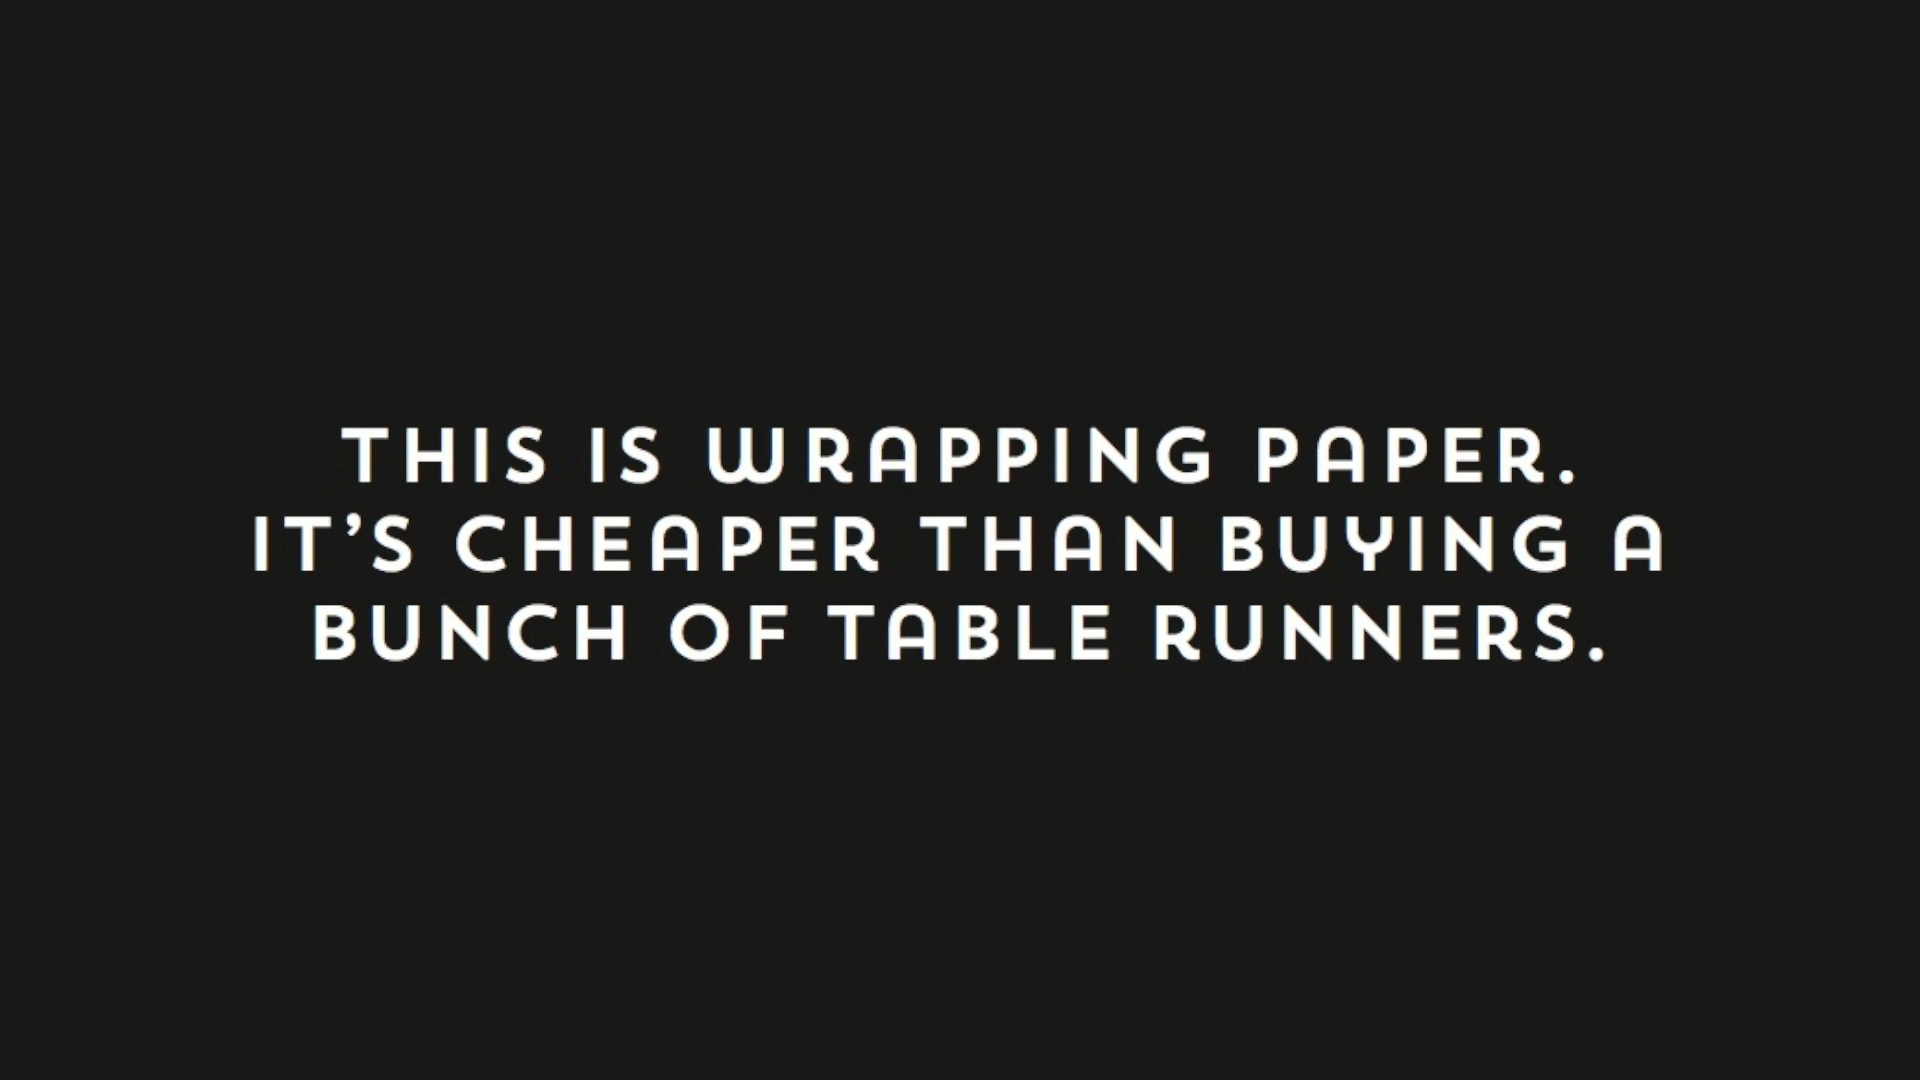 THIS IS WRAPPING PAPER.
IT’S CHEAPER THAN BUYING A
BUNCH OF TABLE RUNNERS.